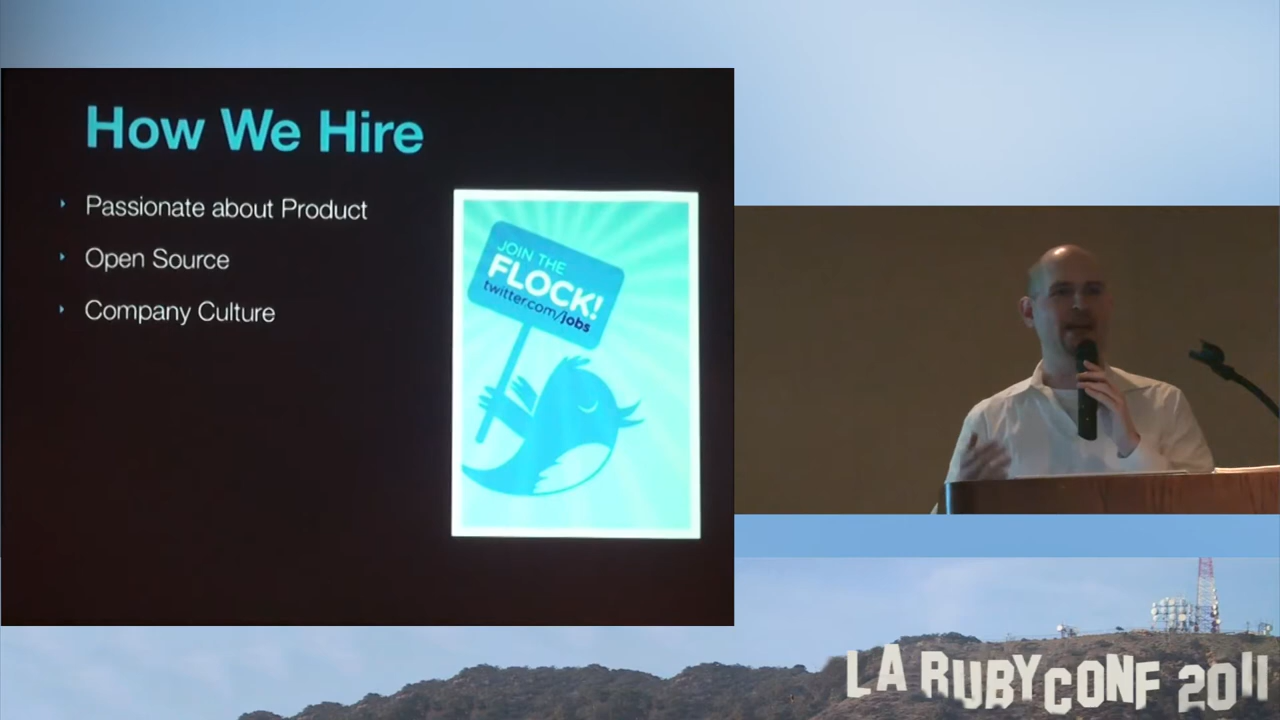 How We Hire
Passionate about Product
Open Source
Company Culture
JOIN THE
FLOCK!
twitter.com/jobs
LA RUBYCONF 2011